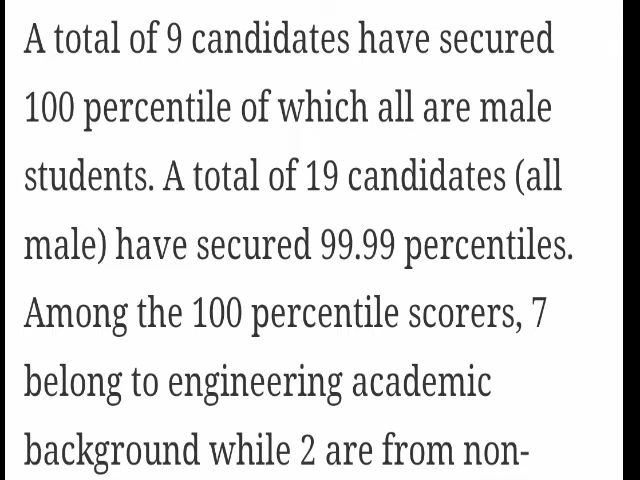 A total of 9 candidates have secured
100 percentile of which all are male
students. A total of 19 candidates (all
male) have secured 99.99 percentiles.
Among the 100 percentile scorers, 7
belong to engineering academic
background while 2 are from non-